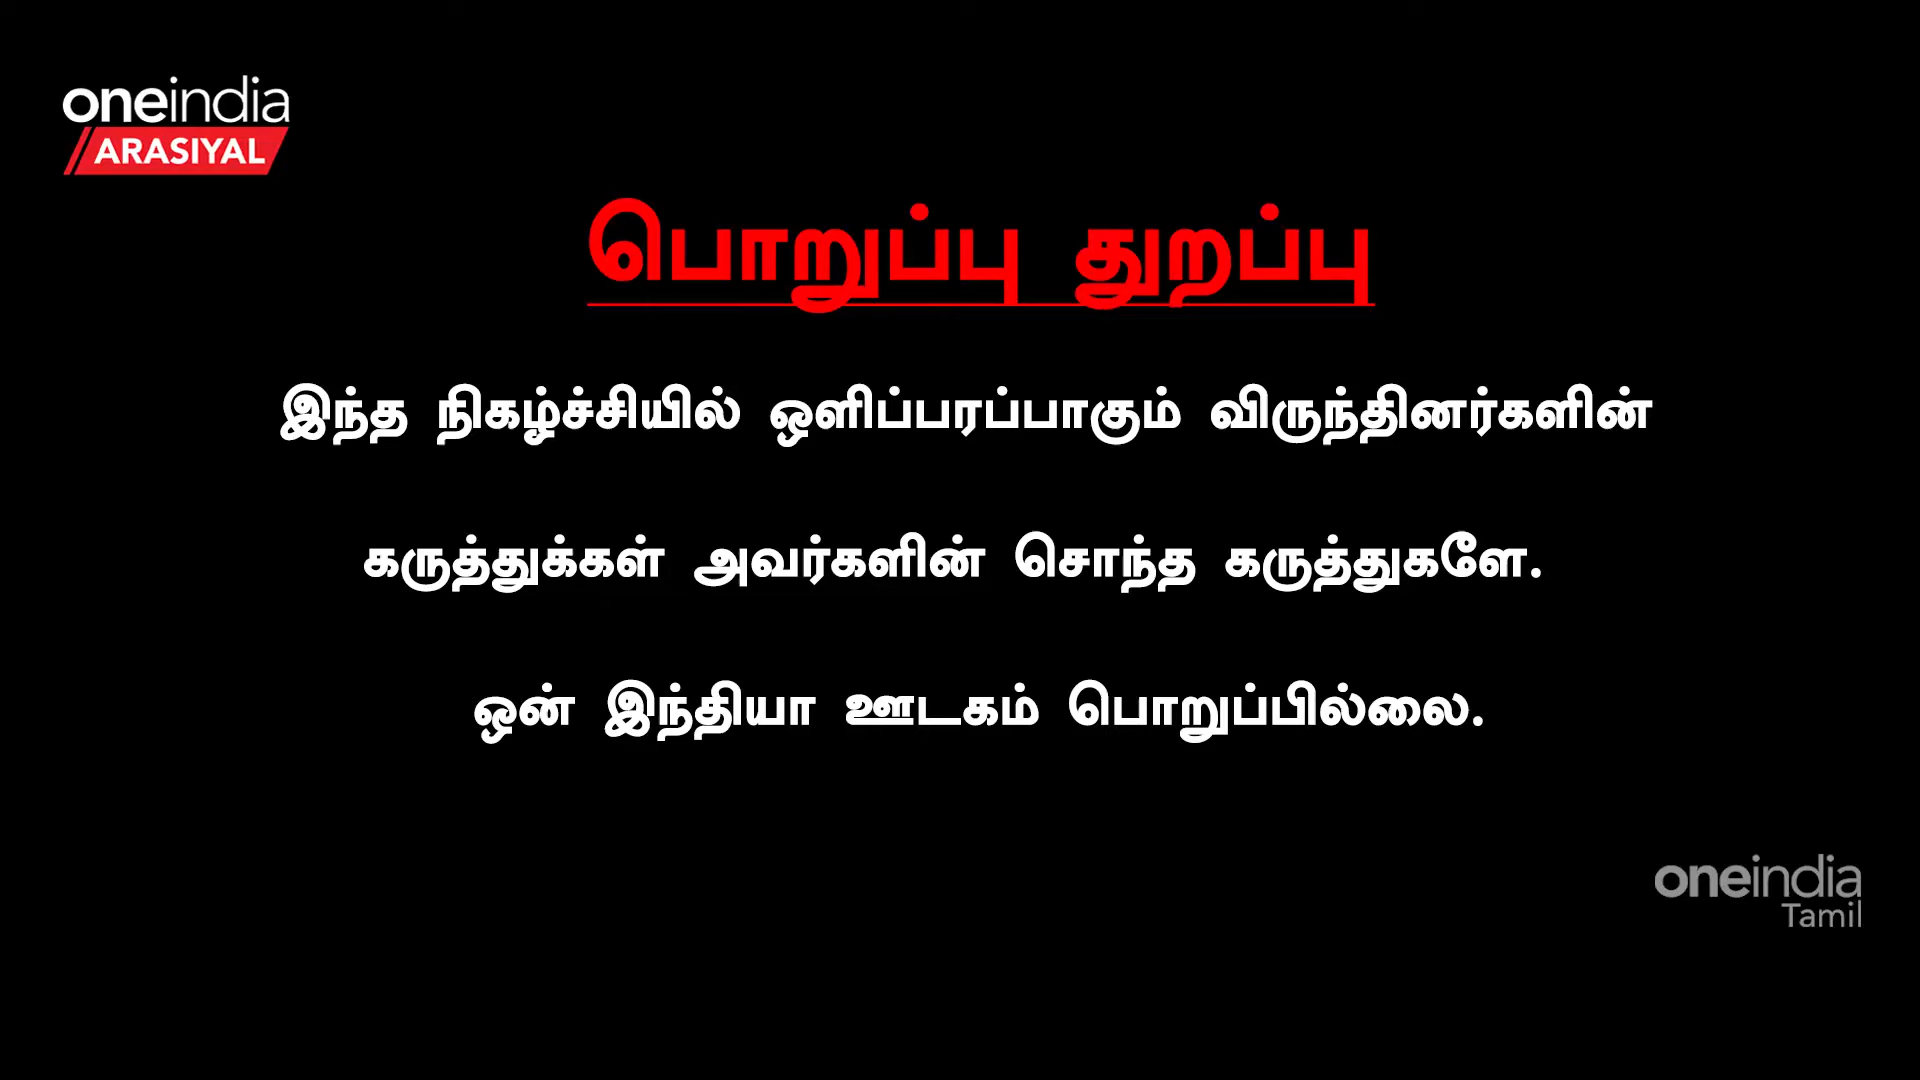 oneindia
ARASIYAL
பொறுப்பு துறப்பு
இந்த நிகழ்ச்சியில் ஒளிப்பரப்பாகும் விருந்தினர்களின்
கருத்துக்கள் அவர்களின் சொந்த கருத்துகளே.
ஒன் இந்தியா ஊடகம் பொறுப்பில்லை.
oneindia
Tamil